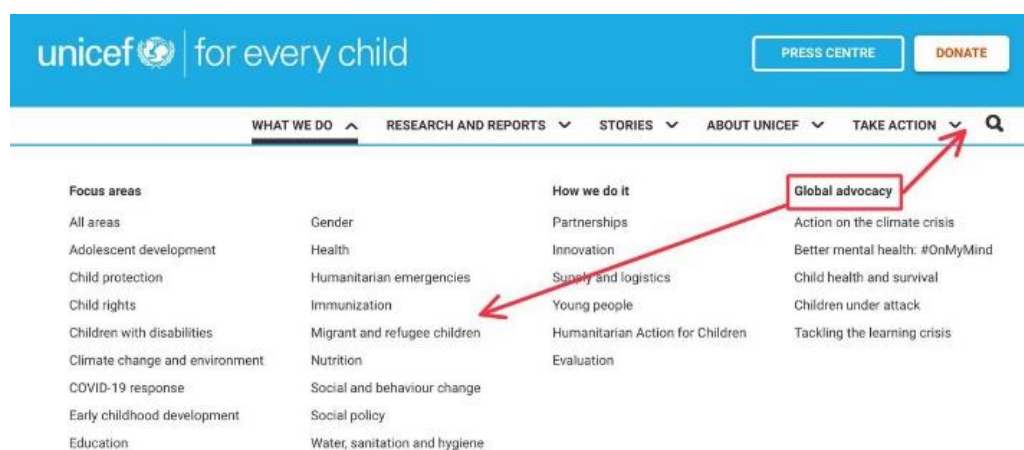 unicef for every child
PRESS CENTRE
DONATE
WHAT WE DO
RESEARCH AND REPORTS
STORIES
ABOUT UNICEF
TAKE ACTION
Focus areas
All areas
Adolescent development
Child protection
Child rights
Children with disabilities
Climate change and environment
COVID-19 response
Early childhood development
Education
Gender
Health
Humanitarian emergencies
Immunization
Migrant and refugee children
Nutrition
Social and behaviour change
Social policy
Water, sanitation and hygiene
How we do it
Partnerships
Innovation
Supply and logistics
Young people
Humanitarian Action for Children
Evaluation
Global advocacy
Action on the climate crisis
Better mental health: #OnMyMind
Child health and survival
Children under attack
Tackling the learning crisis